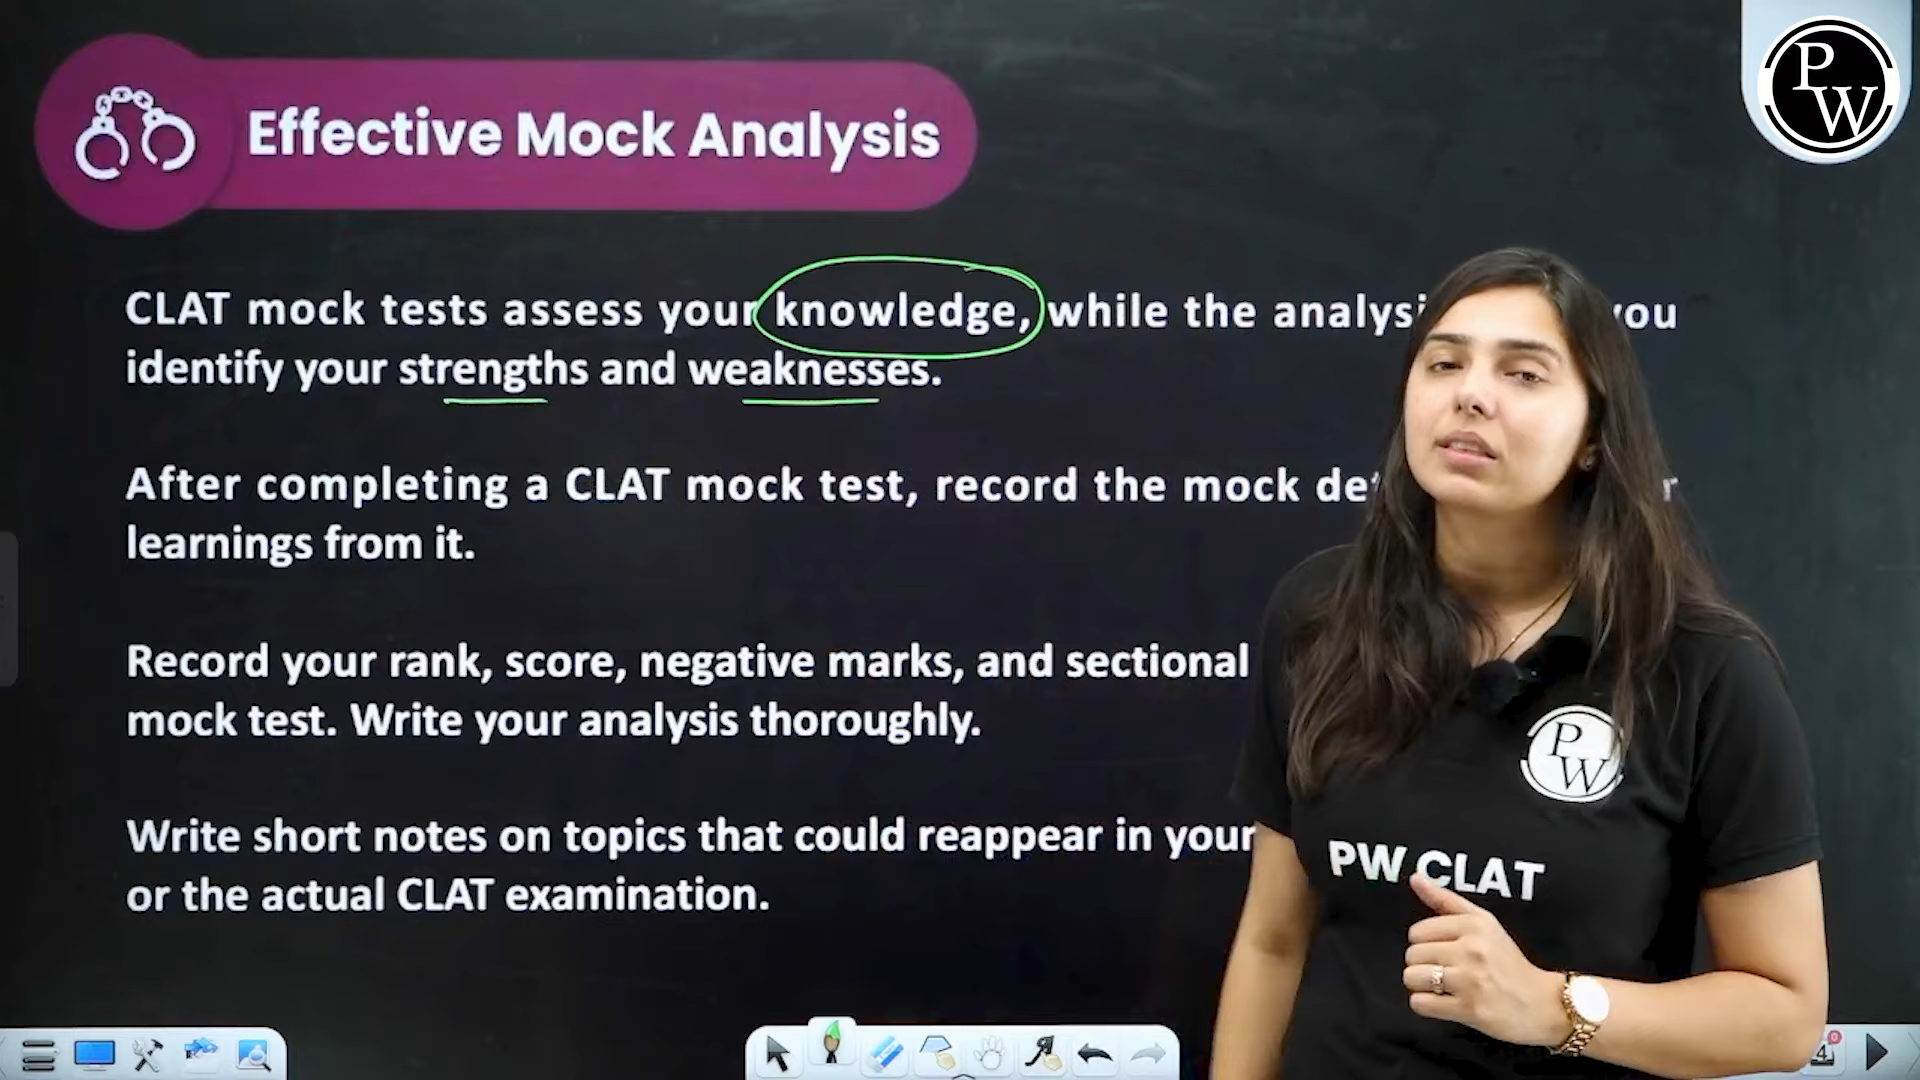 Effective Mock Analysis
PW
CLAT mock tests assess your knowledge, while the you
identify your strengths and weaknesses.
After completing a CLAT mock test, record the mock
learnings from it.
Record your rank, score, negative marks, and sectional
mock test. Write your analysis thoroughly.
Write short notes on topics that could reappear in your
or the actual CLAT examination.
PW
PW CLAT